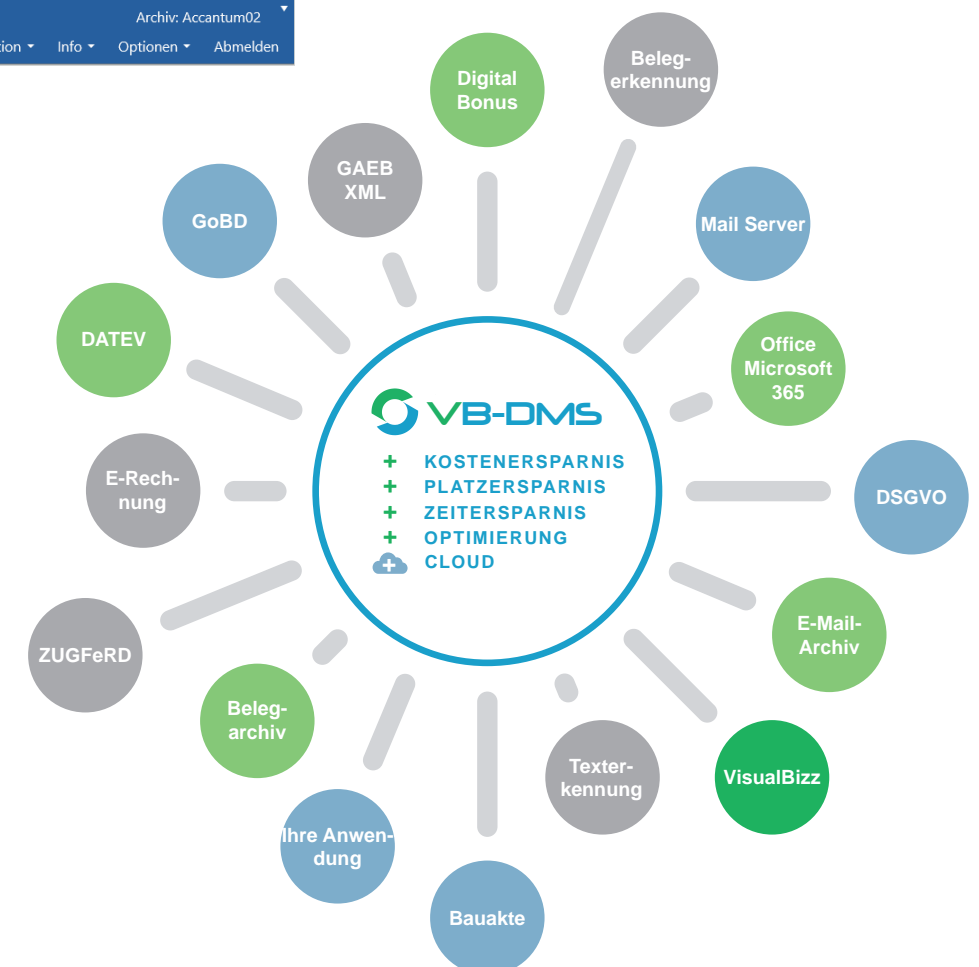 Archiv: Accantum02
tion Info Optionen Abmelden
Digital
Bonus
Beleg-
erkennung
GAEB
XML
GoBD
Mail Server
DATEV
Office
Microsoft
365
VB-DMS
+ KOSTENERSPARNIS
+ PLATZERSPARNIS
+ ZEITERSPARNIS
+ OPTIMIERUNG
+ CLOUD
E-Rech-
nung
DSGVO
ZUGFeRD
E-Mail-
Archiv
Beleg-
archiv
Texter-
kennung
VisualBizz
Ihre Anwen-
dung
Bauakte